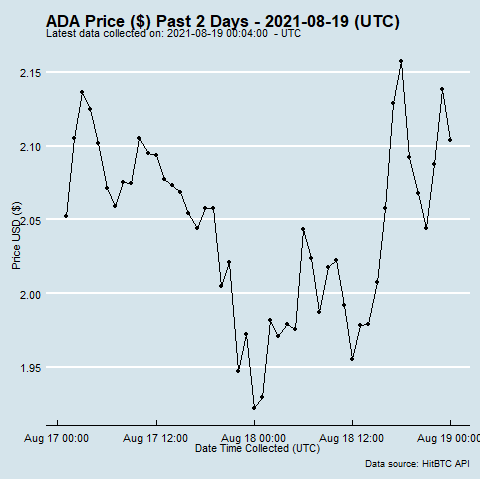 ADA Price ($) Past 2 Days - 2021-08-19 (UTC)
Latest data collected on: 2021-08-19 00:04:00  - UTC
2.15
2.10
2.05
2.00
1.95
Price USD ($)
Aug 17 00:00 Aug 17 12:00 Aug 18 00:00 Aug 18 12:00 Aug 19 00:00
Date Time Collected (UTC)
Data source: HitBTC API